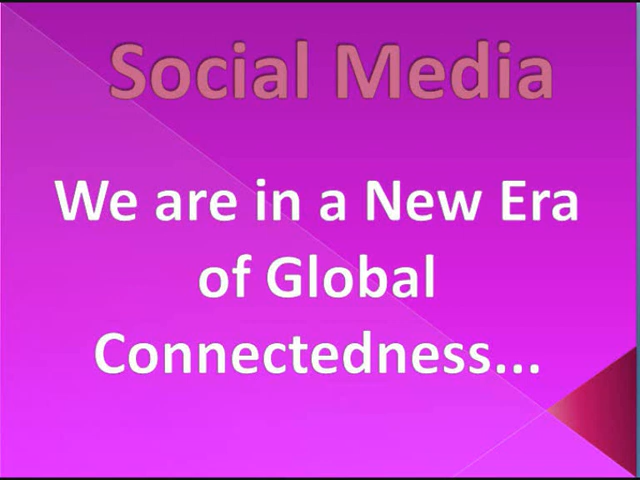 Social Media
We are in a New Era
of Global
Connectedness...